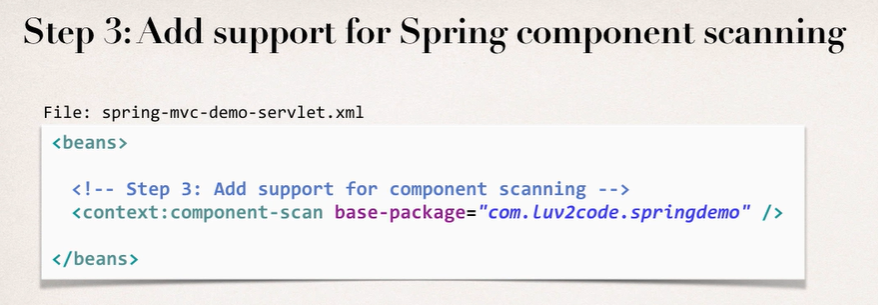 Step 3: Add support for Spring component scanning
File: spring-mvc-demo-servlet.xml
<beans>
<!-- Step 3: Add support for component scanning -->
<context:component-scan base-package="com.luv2code.springdemo" />
</beans>